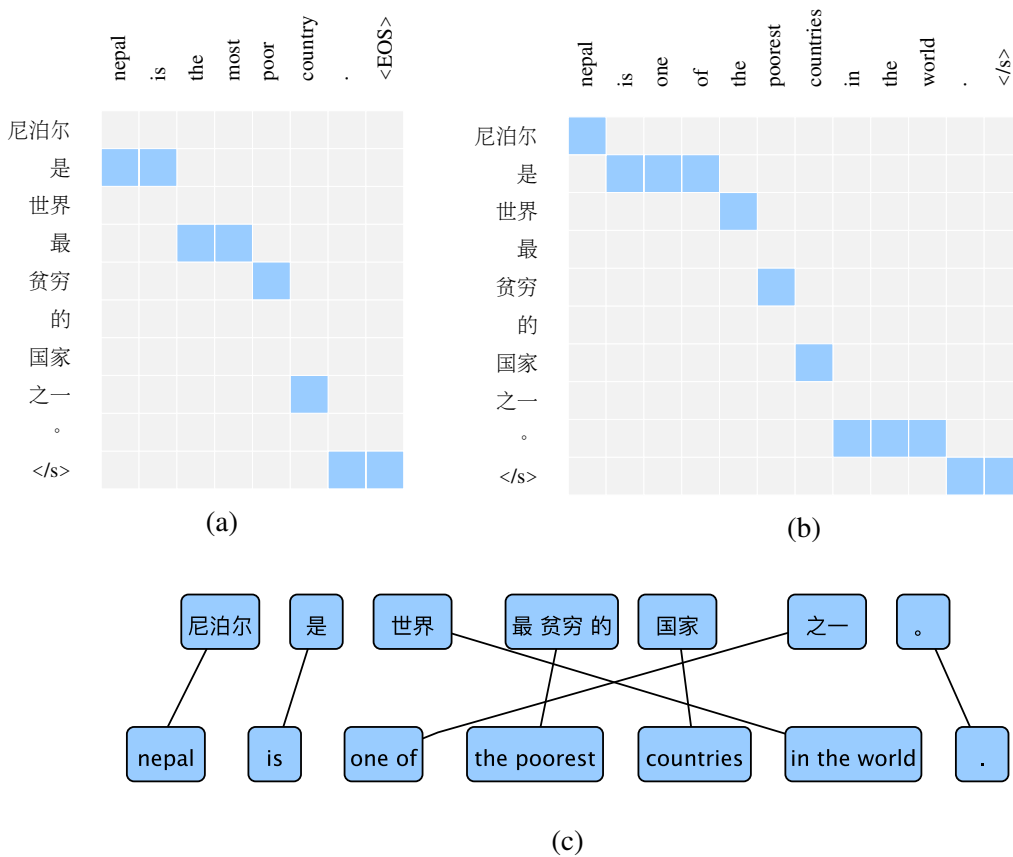 nepal is the most poor country . <EOS>
尼泊尔
是
世界
最
贫穷
的
国家
之一
。
</s>
(a)
nepal is one of the poorest countries in the world . </s>
尼泊尔
是
世界
最
贫穷
的
国家
之一
。
</s>
(b)
尼泊尔 是 世界 最 贫穷 的 国家 之一 。
nepal is one of the poorest countries in the world .
(c)